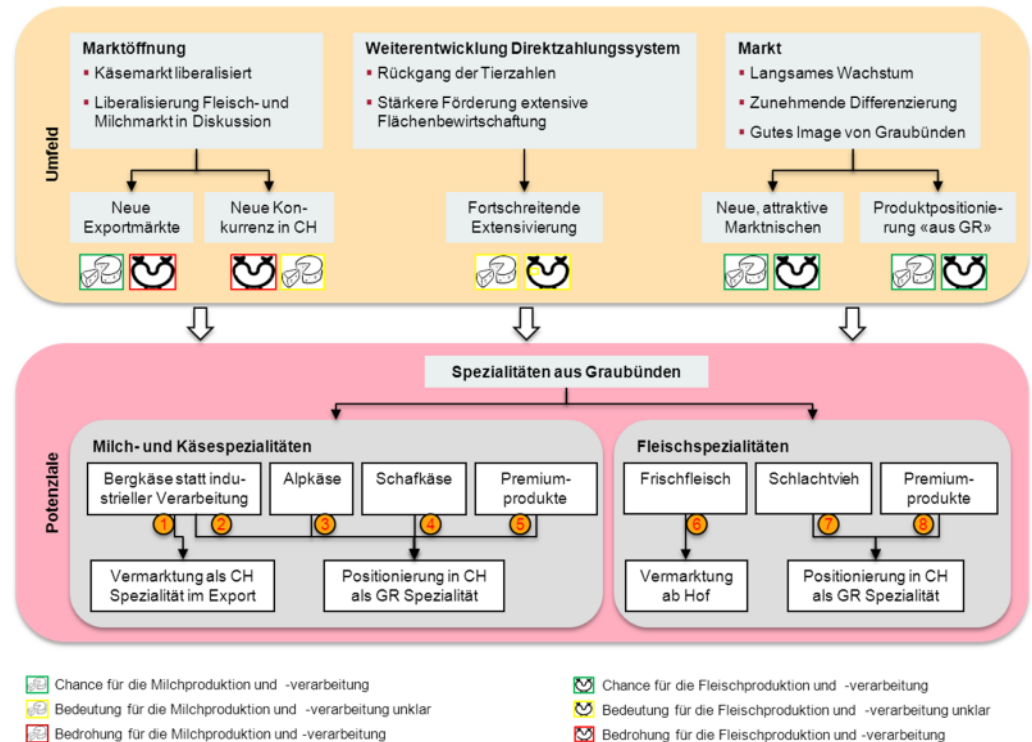 Umfeld
Marktöffnung
▪ Käsemarkt liberalisiert
▪ Liberalisierung Fleisch- und
Milchmarkt in Diskussion
Weiterentwicklung Direktzahlungssystem
▪ Rückgang der Tierzahlen
▪ Stärkere Förderung extensive
Flächenbewirtschaftung
Markt
▪ Langsames Wachstum
▪ Zunehmende Differenzierung
▪ Gutes Image von Graubünden
Neue
Exportmärkte
Neue Kon-
kurrenz in CH
Fortschreitende
Extensivierung
Neue, attraktive
Marktnischen
Produktpositionie-
rung «aus GR»
Potenziale
Spezialitäten aus Graubünden
Milch- und Käsespezialitäten
Bergkäse statt indu-
strieller Verarbeitung
Alpkäse
Schafkäse
Premium-
produkte
1
2
3
4
5
Vermarktung als CH
Spezialität im Export
Positionierung in CH
als GR Spezialität
Fleischspezialitäten
Frischfleisch
Schlachtvieh
Premium-
produkte
6
7
8
Vermarktung
ab Hof
Positionierung in CH
als GR Spezialität
Chance für die Milchproduktion und -verarbeitung
Bedeutung für die Milchproduktion und -verarbeitung unklar
Bedrohung für die Milchproduktion und -verarbeitung
Chance für die Fleischproduktion und -verarbeitung
Bedeutung für die Fleischproduktion und -verarbeitung unklar
Bedrohung für die Fleischproduktion und -verarbeitung